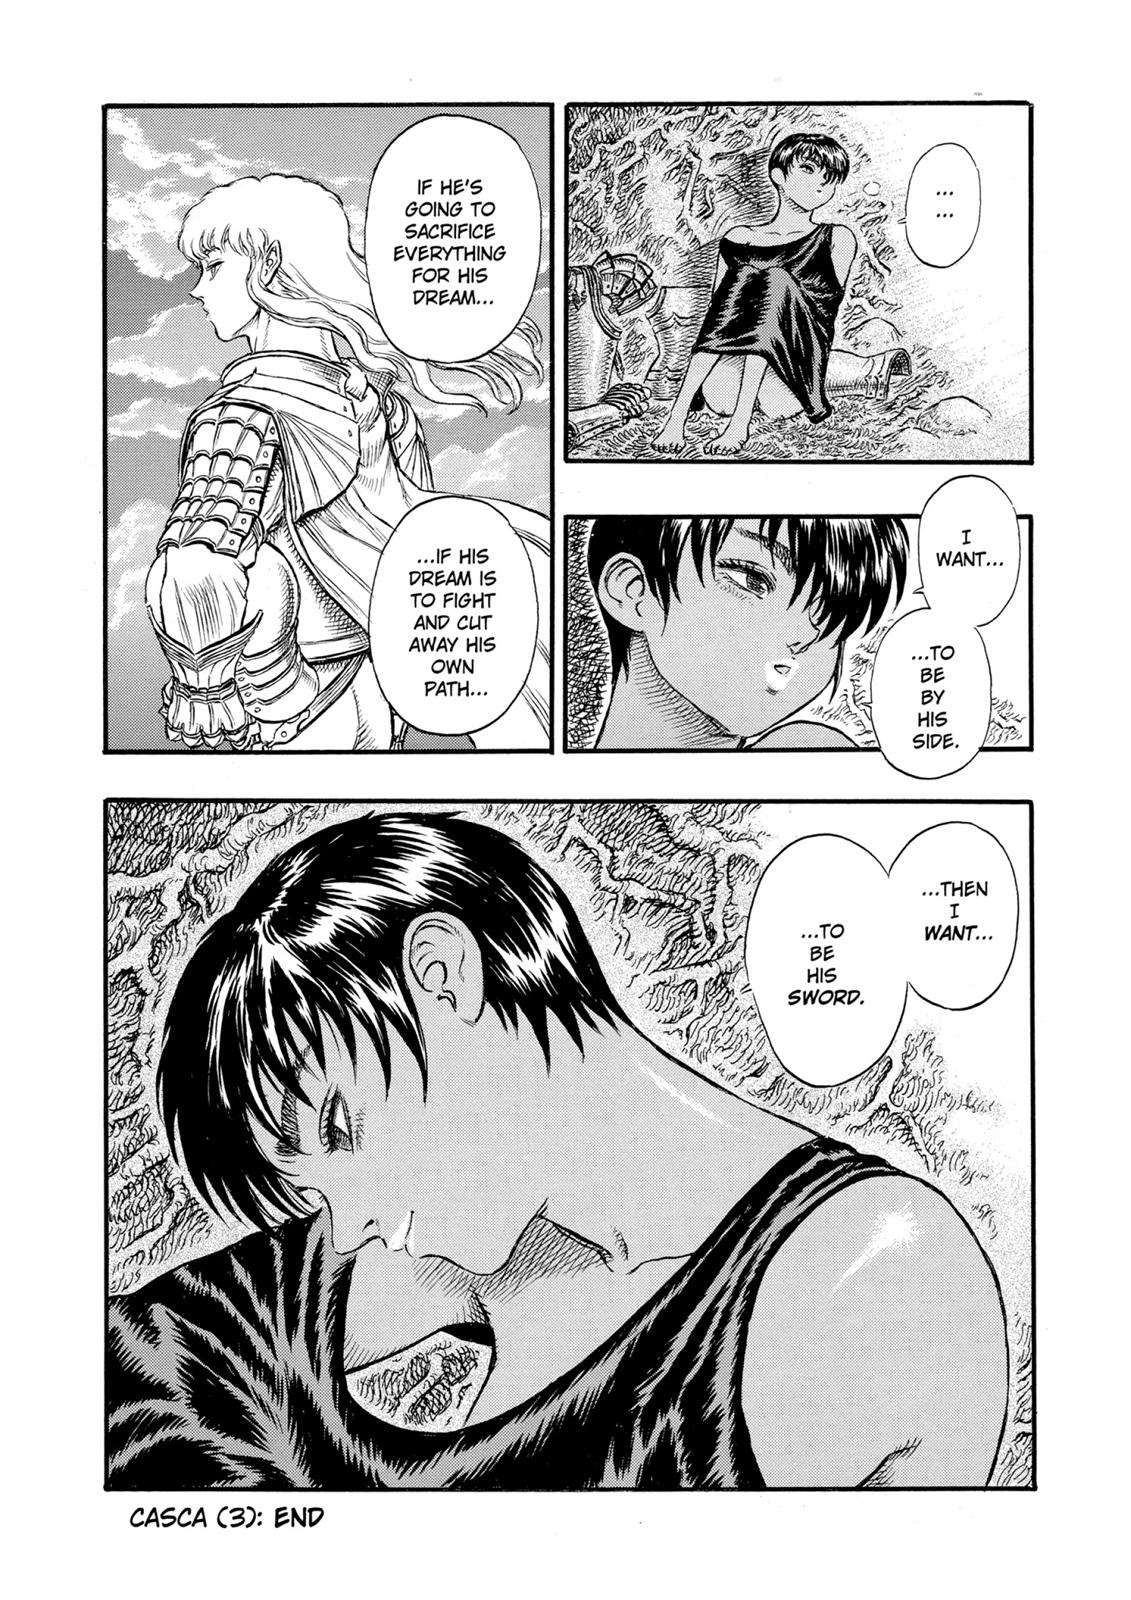 ...
...
I
WANT...
...TO
BE
BY
HIS
SIDE.
IF HE'S
GOING TO
SACRIFICE
EVERYTHING
FOR HIS
DREAM...
...IF HIS
DREAM IS
TO FIGHT
AND CUT
AWAY HIS
OWN
PATH...
...THEN
I
WANT...
...TO
BE
HIS
SWORD.
CASCA (3): END